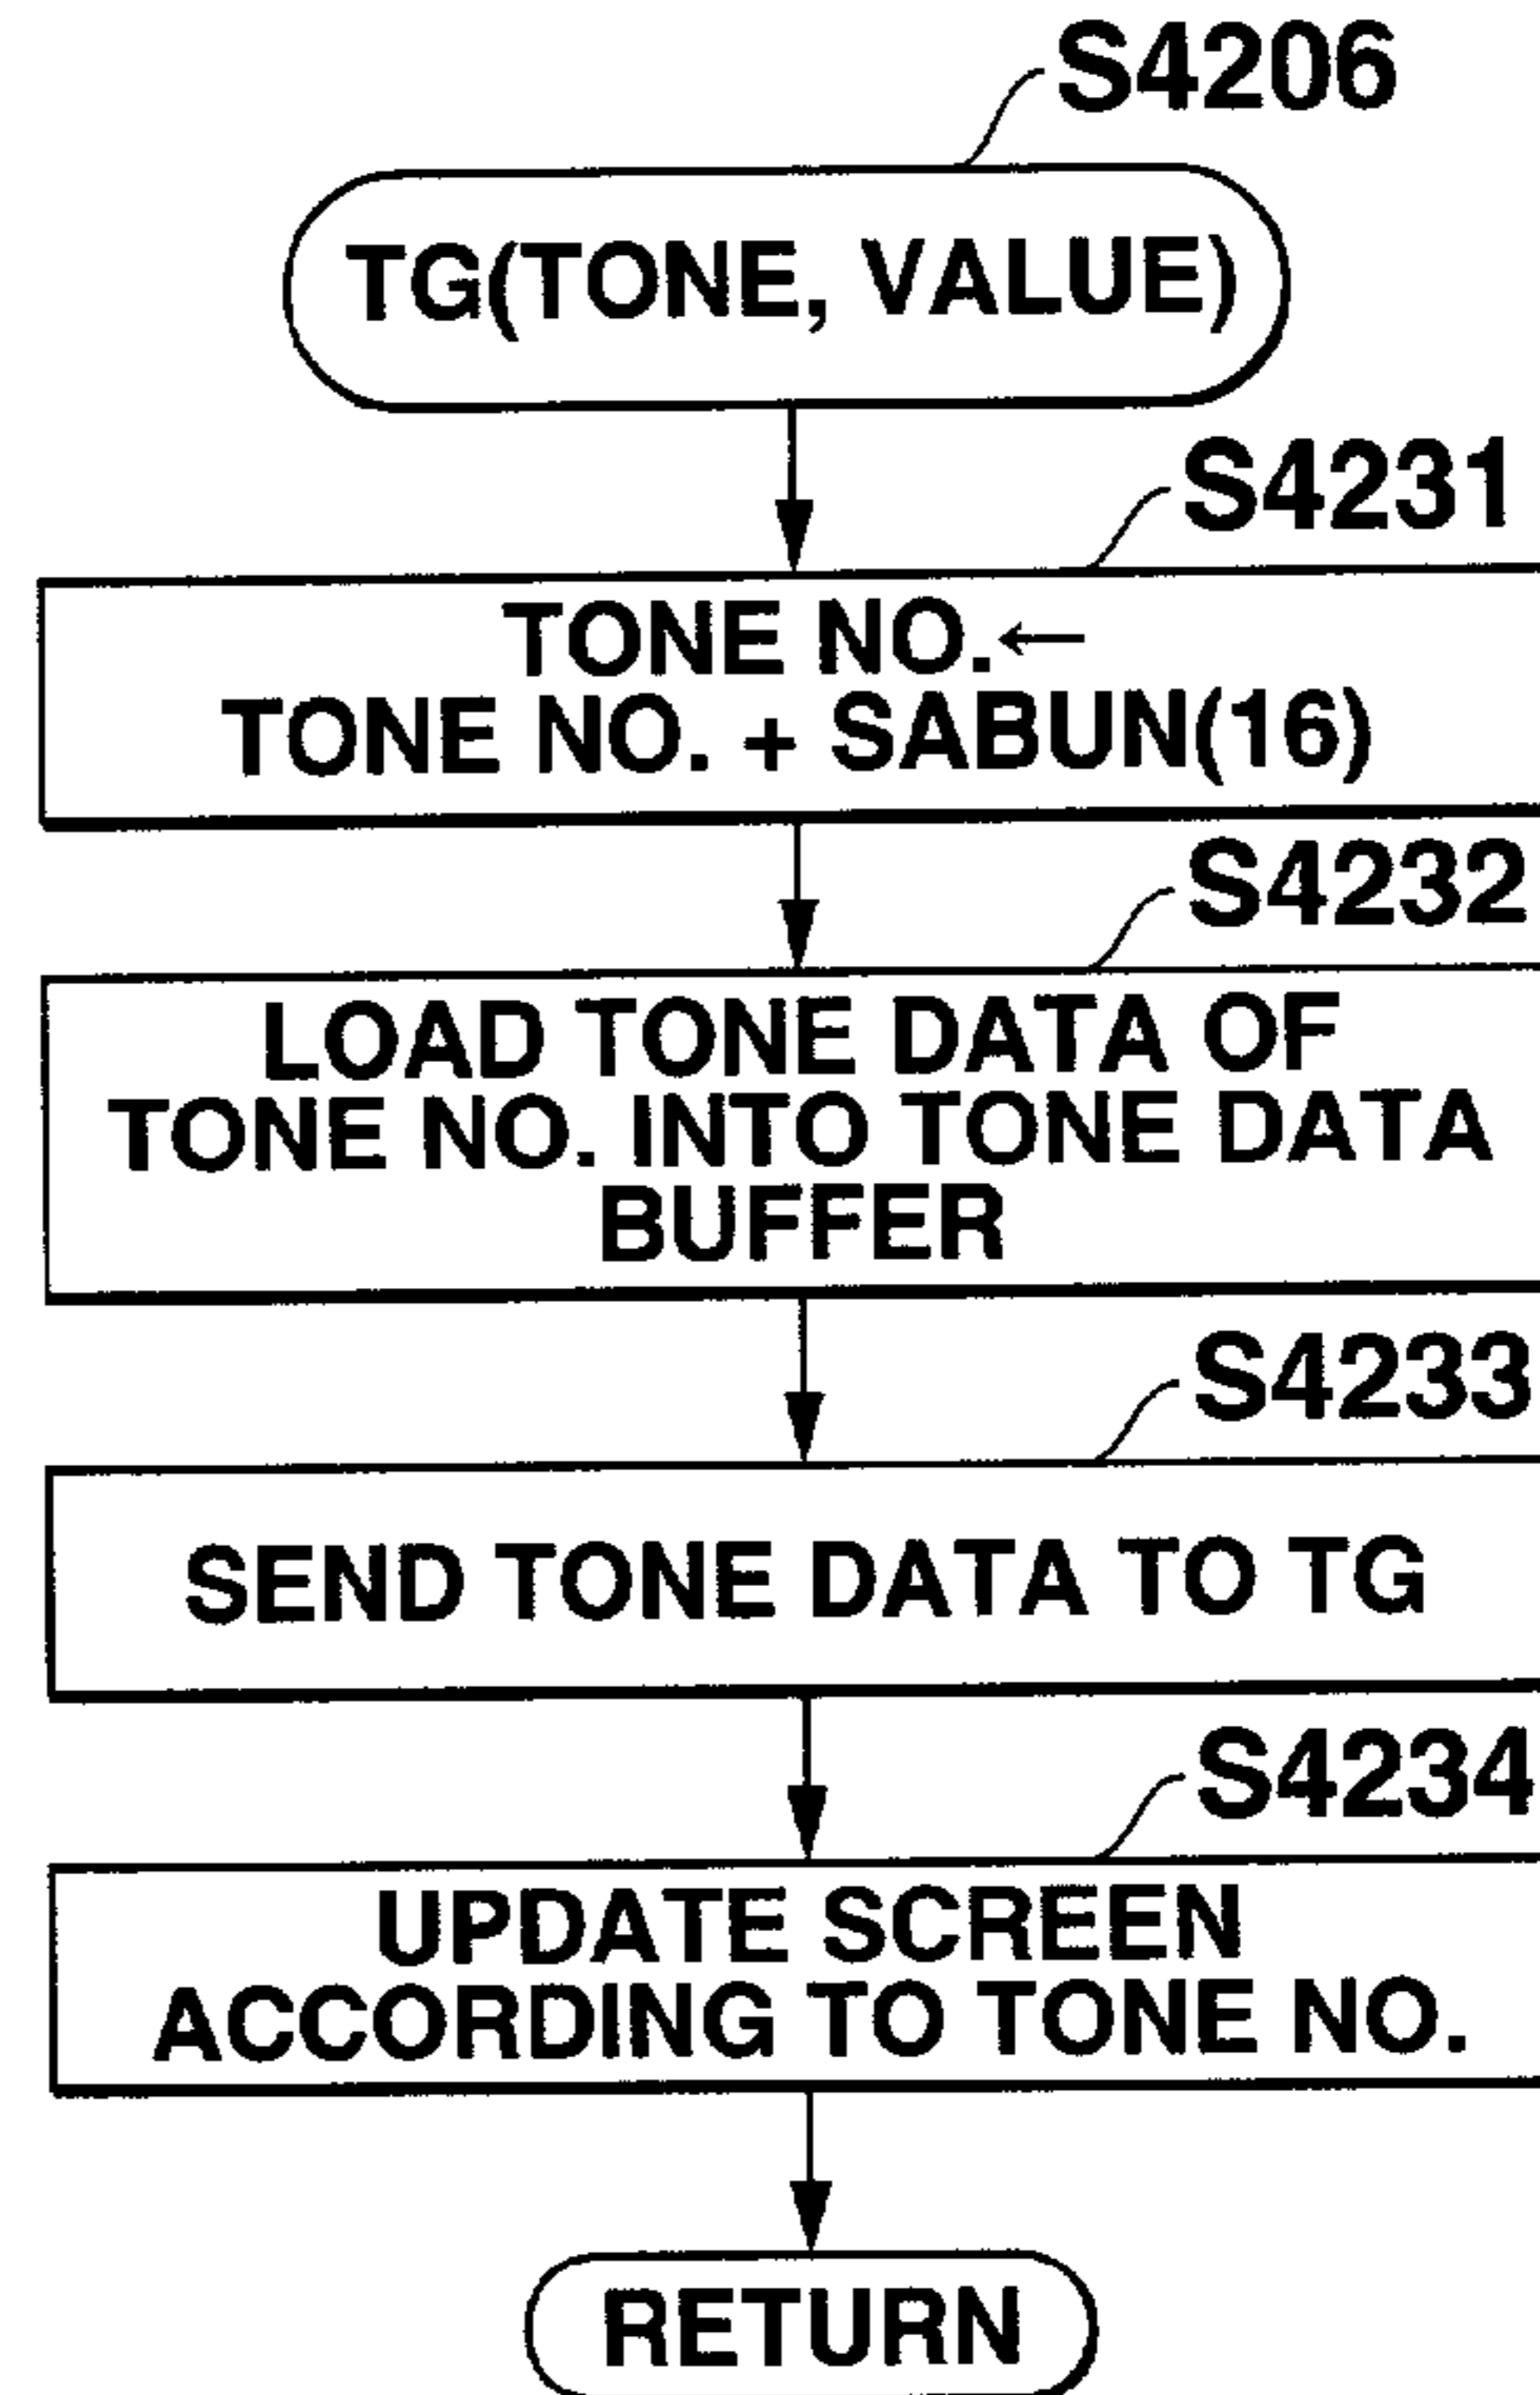 S4206
TG(TONE, VALUE)
S4231
TONE NO.←
TONE NO. + SABUN(16)
S4232
LOAD TONE DATA OF
TONE NO. INTO TONE DATA
BUFFER
S4233
SEND TONE DATA TO TG
S4234
UPDATE SCREEN
ACCORDING TO TONE NO.
RETURN